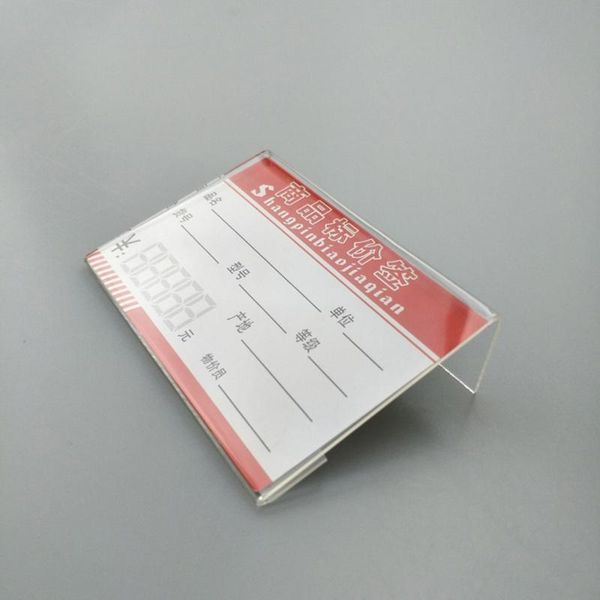 商品标价签
Shangpinbiaojiaqian
品名
单位
货号
型号
等级
产地
￥:
88888
元
物价员